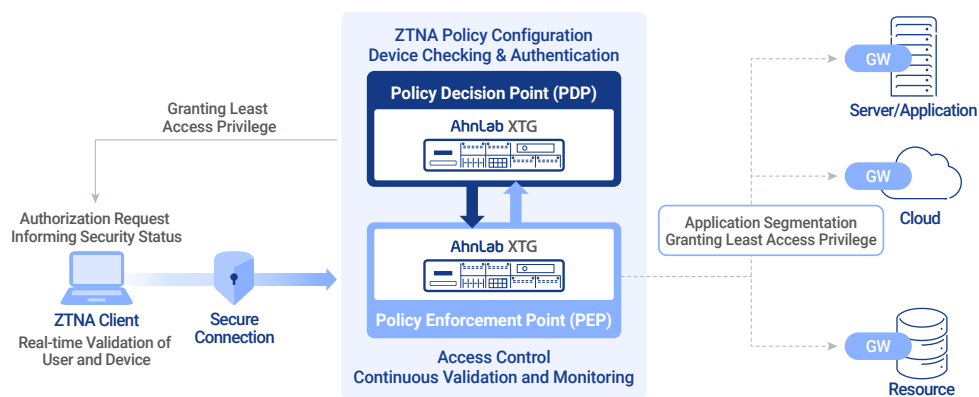 ZTNA Policy Configuration
Device Checking & Authentication
Policy Decision Point (PDP)
AhnLab XTG
Granting Least
Access Privilege
Authorization Request
Informing Security Status
ZTNA Client
Real-time Validation of
User and Device
Secure
Connection
AhnLab XTG
Policy Enforcement Point (PEP)
Access Control
Continuous Validation and Monitoring
Application Segmentation
Granting Least Access Privilege
GW
Server/Application
GW
Cloud
GW
Resource